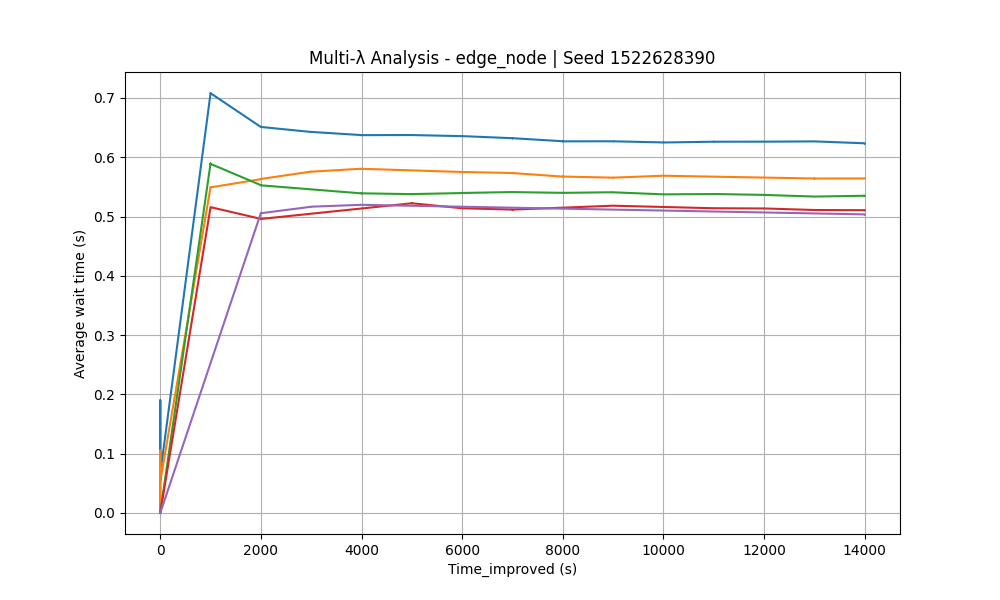 Multi-λ Analysis - edge_node | Seed 1522628390
Average wait time (s)
0.7
0.6
0.5
0.4
0.3
0.2
0.1
0.0
0 2000 4000 6000 8000 10000 12000 14000
Time_improved (s)